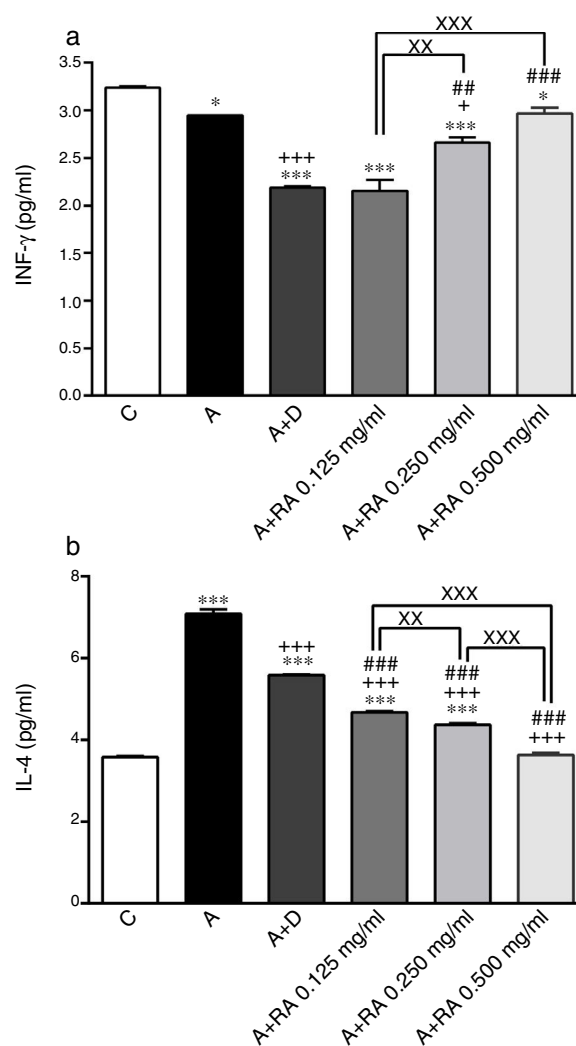 a
XXX
XX
###
*
##
+
***
*
+++
***
***
3.5
3.0
2.5
2.0
1.5
1.0
0.5
0.0
INF-γ (pg/ml)
C
A
A+D
A+RA 0.125 mg/ml
A+RA 0.250 mg/ml
A+RA 0.500 mg/ml
b
8
6
4
2
0
IL-4 (pg/ml)
***
XXX
XX
XXX
+++
***
###
+++
***
###
+++
***
###
+++
C
A
A+D
A+RA 0.125 mg/ml
A+RA 0.250 mg/ml
A+RA 0.500 mg/ml